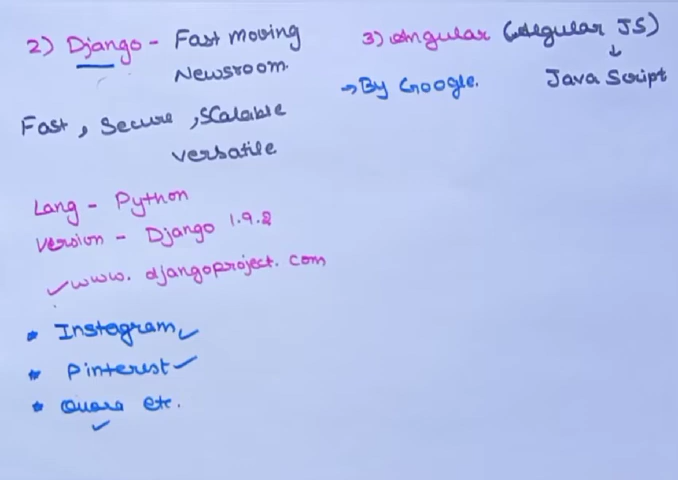 2) Django - Fast moving
Newsroom.
Fast, Secure, Scalable
versatile
Lang - Python
Version - Django 1.9.2
www.djangoproject.com
* Instagram
* Pinterest
* Quara etc.
3) Angular (Angular JS)
↓
Java Script
→ By Google.